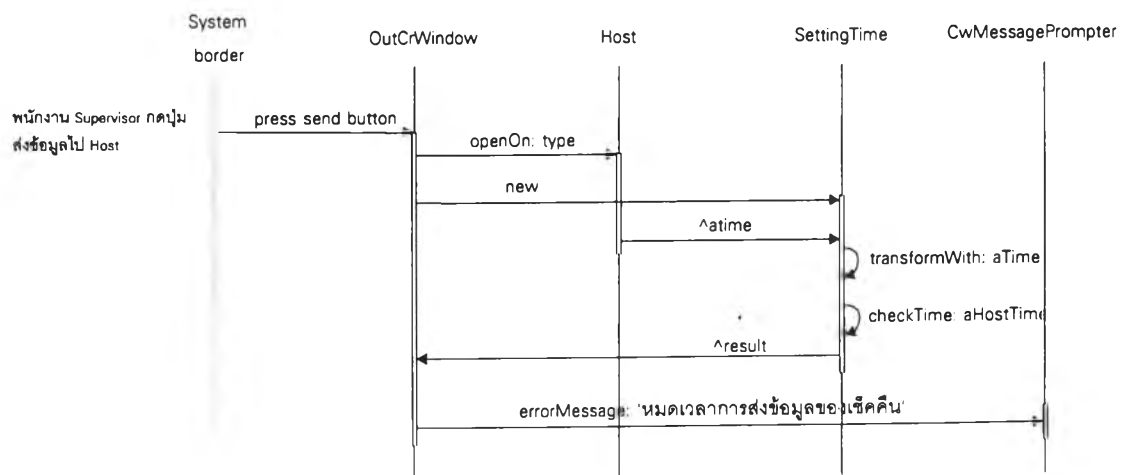 System
border
OutCrWindow
Host
SettingTime
CwMessagePrompter
พนักงาน Supervisor กดปุ่ม
ส่งข้อมูลไป Host
press send button
openOn: type
new
^atime
transformWith: aTime
checkTime: aHostTime
^result
errorMessage: 'หมดเวลาการส่งข้อมูลของเช็คคืน'